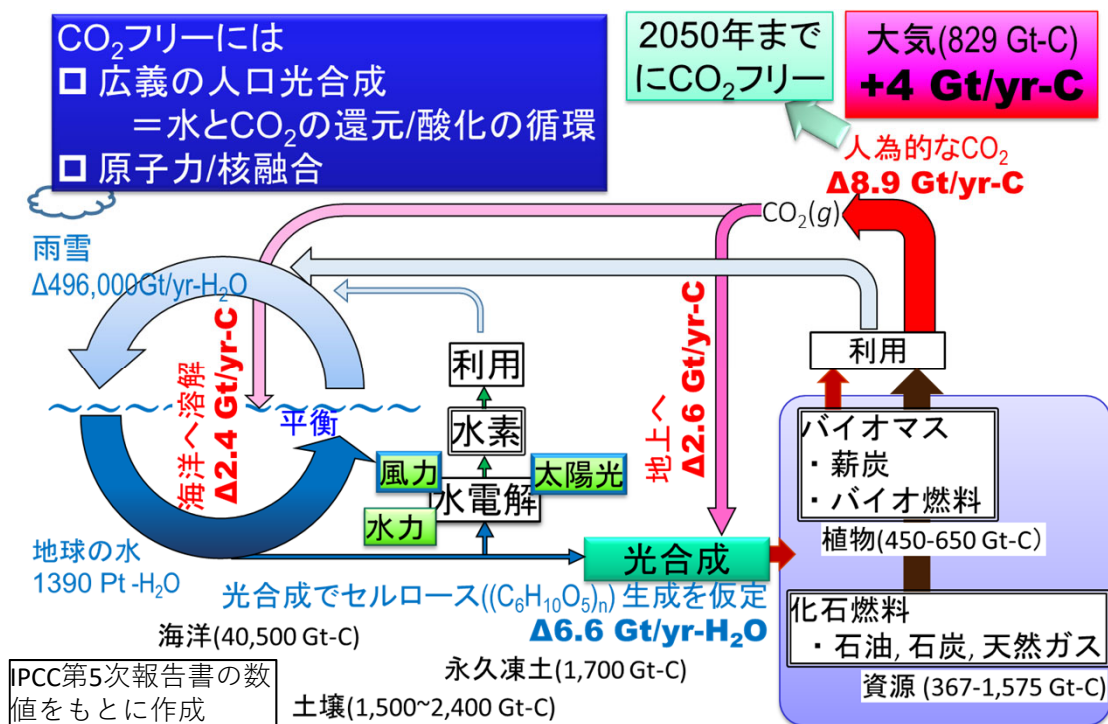 CO₂フリーには
□ 広義の人口光合成
＝水とCO₂の還元/酸化の循環
□ 原子力/核融合
2050年まで
にCO₂フリー
大気(829 Gt-C)
+4 Gt/yr-C
人為的なCO₂
Δ8.9 Gt/yr-C
CO₂(g)
雨雪
Δ496,000Gt/yr-H₂O
海洋へ溶解
Δ2.4 Gt/yr-C
平衡
利用
水素
風力
太陽光
水電解
水力
地上へ
Δ2.6 Gt/yr-C
利用
バイオマス
・薪炭
・バイオ燃料
植物(450-650 Gt-C)
光合成
地球の水
1390 Pt -H₂O
光合成でセルロース((C₆H₁₀O₅)ₙ) 生成を仮定
Δ6.6 Gt/yr-H₂O
化石燃料
・石油, 石炭, 天然ガス
資源 (367-1,575 Gt-C)
海洋(40,500 Gt-C)
永久凍土(1,700 Gt-C)
土壌(1,500~2,400 Gt-C)
IPCC第5次報告書の数
値をもとに作成